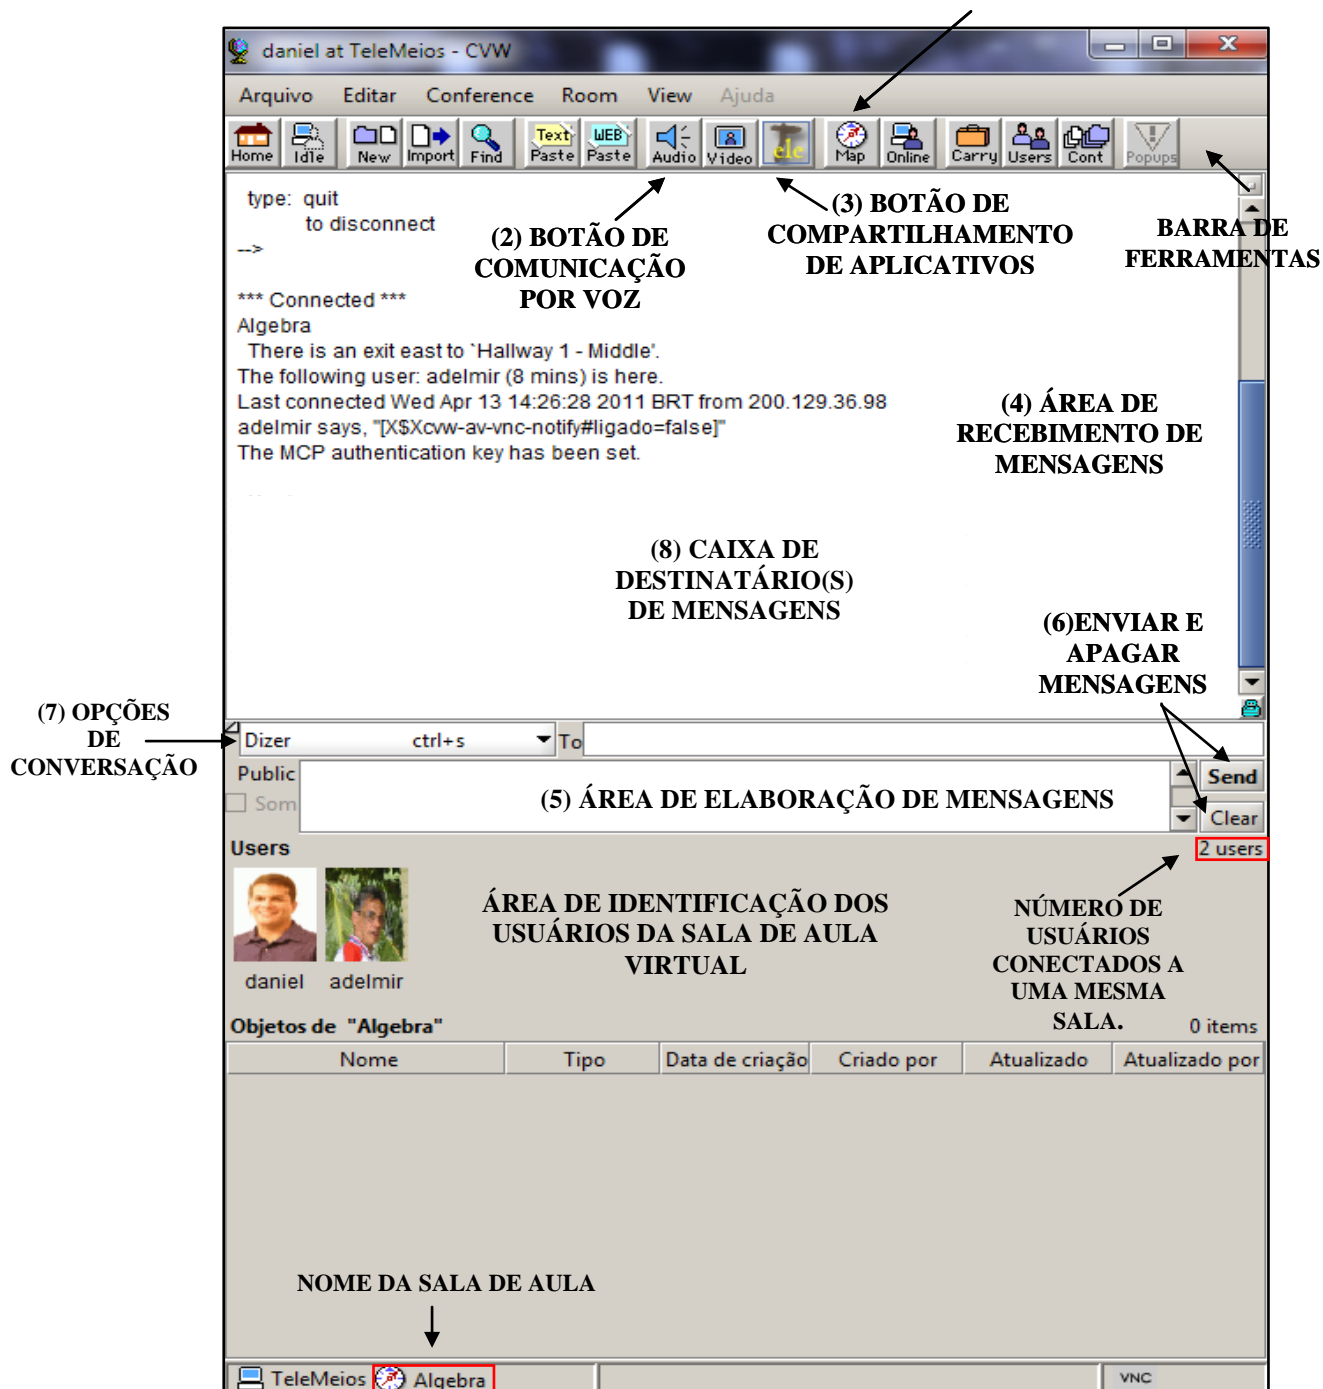 daniel at TeleMeios - CVW
Arquivo Editar Conference Room View Ajuda
Home Idle New Import Find Text Paste WEB Paste Audio Video ele Map Online Carry Users Cont Popups
type: quit
to disconnect
-->
*** Connected ***
Algebra
There is an exit east to `Hallway 1 - Middle'.
The following user: adelmir (8 mins) is here.
Last connected Wed Apr 13 14:26:28 2011 BRT from 200.129.36.98
adelmir says, "[X$Xcvw-av-vnc-notify#ligado=false]"
The MCP authentication key has been set.
(2) BOTÃO DE
COMUNICAÇÃO
POR VOZ
(3) BOTÃO DE
COMPARTILHAMENTO
DE APLICATIVOS
BARRA DE
FERRAMENTAS
(4) ÁREA DE
RECEBIMENTO DE
MENSAGENS
(8) CAIXA DE
DESTINATÁRIO(S)
DE MENSAGENS
(6)ENVIAR E
APAGAR
MENSAGENS
(7) OPÇÕES
DE
CONVERSAÇÃO
Dizer ctrl+s To
Public
Som
(5) ÁREA DE ELABORAÇÃO DE MENSAGENS
Send
Clear
Users
2 users
daniel adelmir
ÁREA DE IDENTIFICAÇÃO DOS
USUÁRIOS DA SALA DE AULA
VIRTUAL
NÚMERO DE
USUÁRIOS
CONECTADOS A
UMA MESMA
SALA.
Objetos de "Algebra"
0 items
Nome Tipo Data de criação Criado por Atualizado Atualizado por
NOME DA SALA DE AULA
TeleMeios Algebra VNC